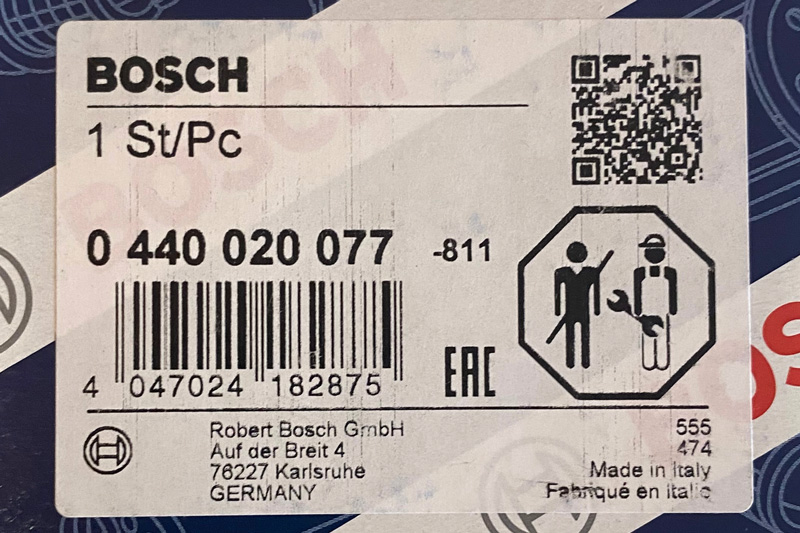 BOSCH
1 St/Pc
0 440 020 077 -811
4 047024 182875
EAC
Robert Bosch GmbH
Auf der Breit 4
76227 Karlsruhe
GERMANY
555
474
Made in Italy
Fabriqué en Italie